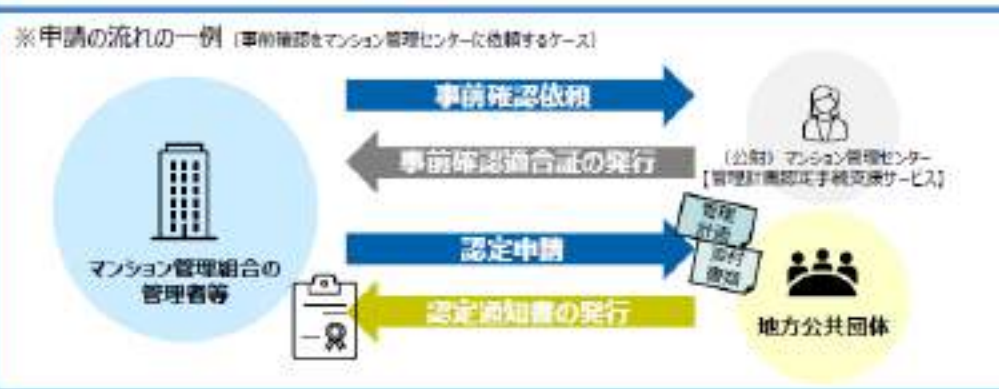 ※申請の流れの一例（事前確認をマンション管理センターに依頼するケース）
事前確認依頼
事前確認適合証の発行
（公財）マンション管理センター
【管理計画認定手続支援サービス】
マンション管理組合の
管理者等
認定申請
管理
計画
添付
書類
認定通知書の発行
地方公共団体